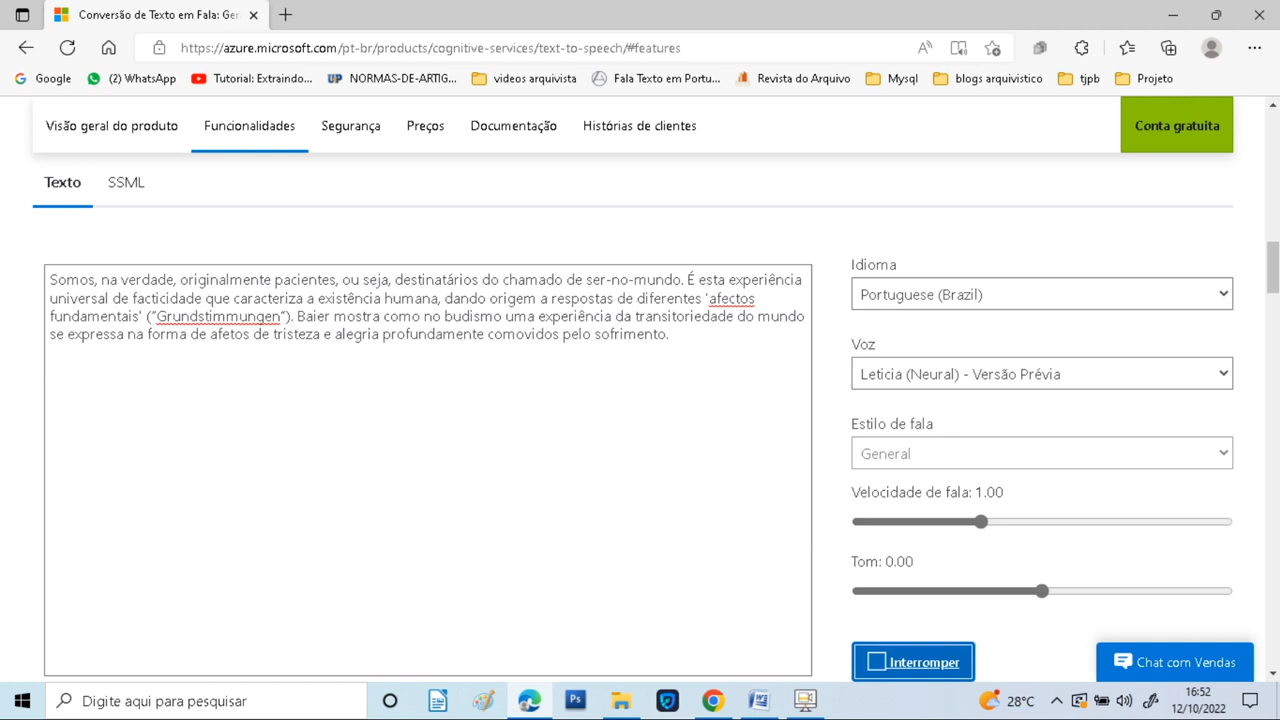 Conversão de Texto em Fala: Ger
https://azure.microsoft.com/pt-br/products/cognitive-services/text-to-speech/#features
Google (2) WhatsApp Tutorial: Extraindo... UP NORMAS-DE-ARTIG... videos arquivista Fala Texto em Portu... Revista do Arquivo Mysql blogs arquivistico tjpb Projeto
Visão geral do produto Funcionalidades Segurança Preços Documentação Histórias de clientes Conta gratuita
Texto SSML
Somos, na verdade, originalmente pacientes, ou seja, destinatários do chamado de ser-no-mundo. É esta experiência
universal de facticidade que caracteriza a existência humana, dando origem a respostas de diferentes 'afectos
fundamentais' ("Grundstimmungen"). Baier mostra como no budismo uma experiência da transitoriedade do mundo
se expressa na forma de afetos de tristeza e alegria profundamente comovidos pelo sofrimento.
Idioma
Portuguese (Brazil)
Voz
Leticia (Neural) - Versão Prévia
Estilo de fala
General
Velocidade de fala: 1.00
Tom: 0.00
Interromper
Chat com Vendas
Digite aqui para pesquisar
Ps
28°C
16:52
12/10/2022